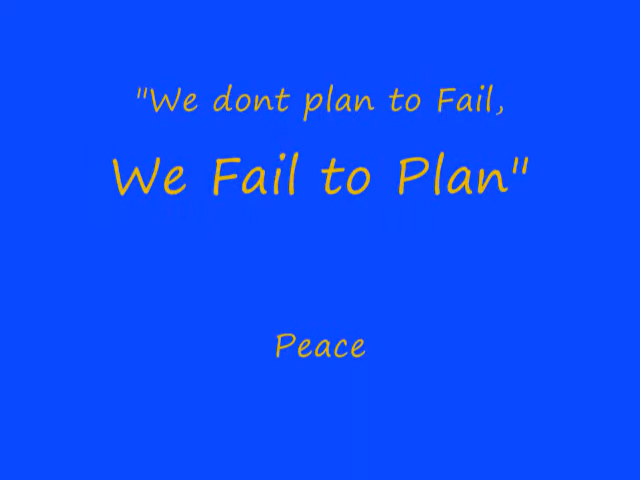 "We dont plan to Fail,
We Fail to Plan"
Peace